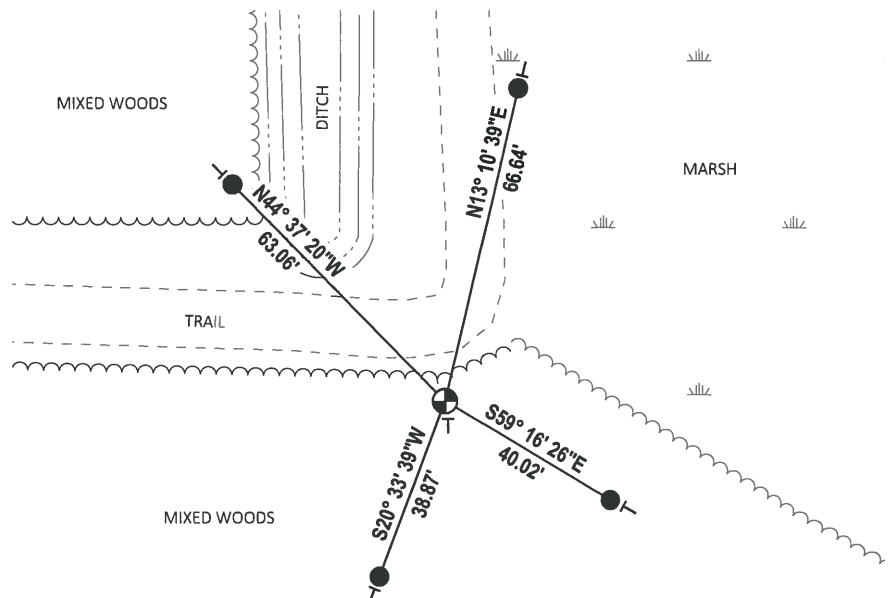 MIXED WOODS
DITCH
N13° 10' 39"E
66.64'
MARSH
N44° 37' 20"W
63.06'
TRAIL
T
S59° 16' 26"E
40.02'
S20° 33' 39"W
38.87'
MIXED WOODS